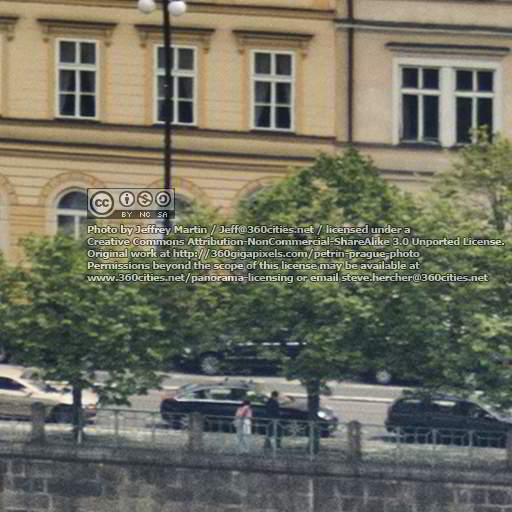 cc
BY NC SA
Photo by Jeffrey Martin / Jeff@360cities.net / licensed under a
Creative Commons Attribution-NonCommercial-ShareAlike 3.0 Unported License.
Original work at http://360gigapixels.com/petrin-prague-photo
Permissions beyond the scope of this license may be available at
www.360cities.net/panorama-licensing or email steve.hercher@360cities.net